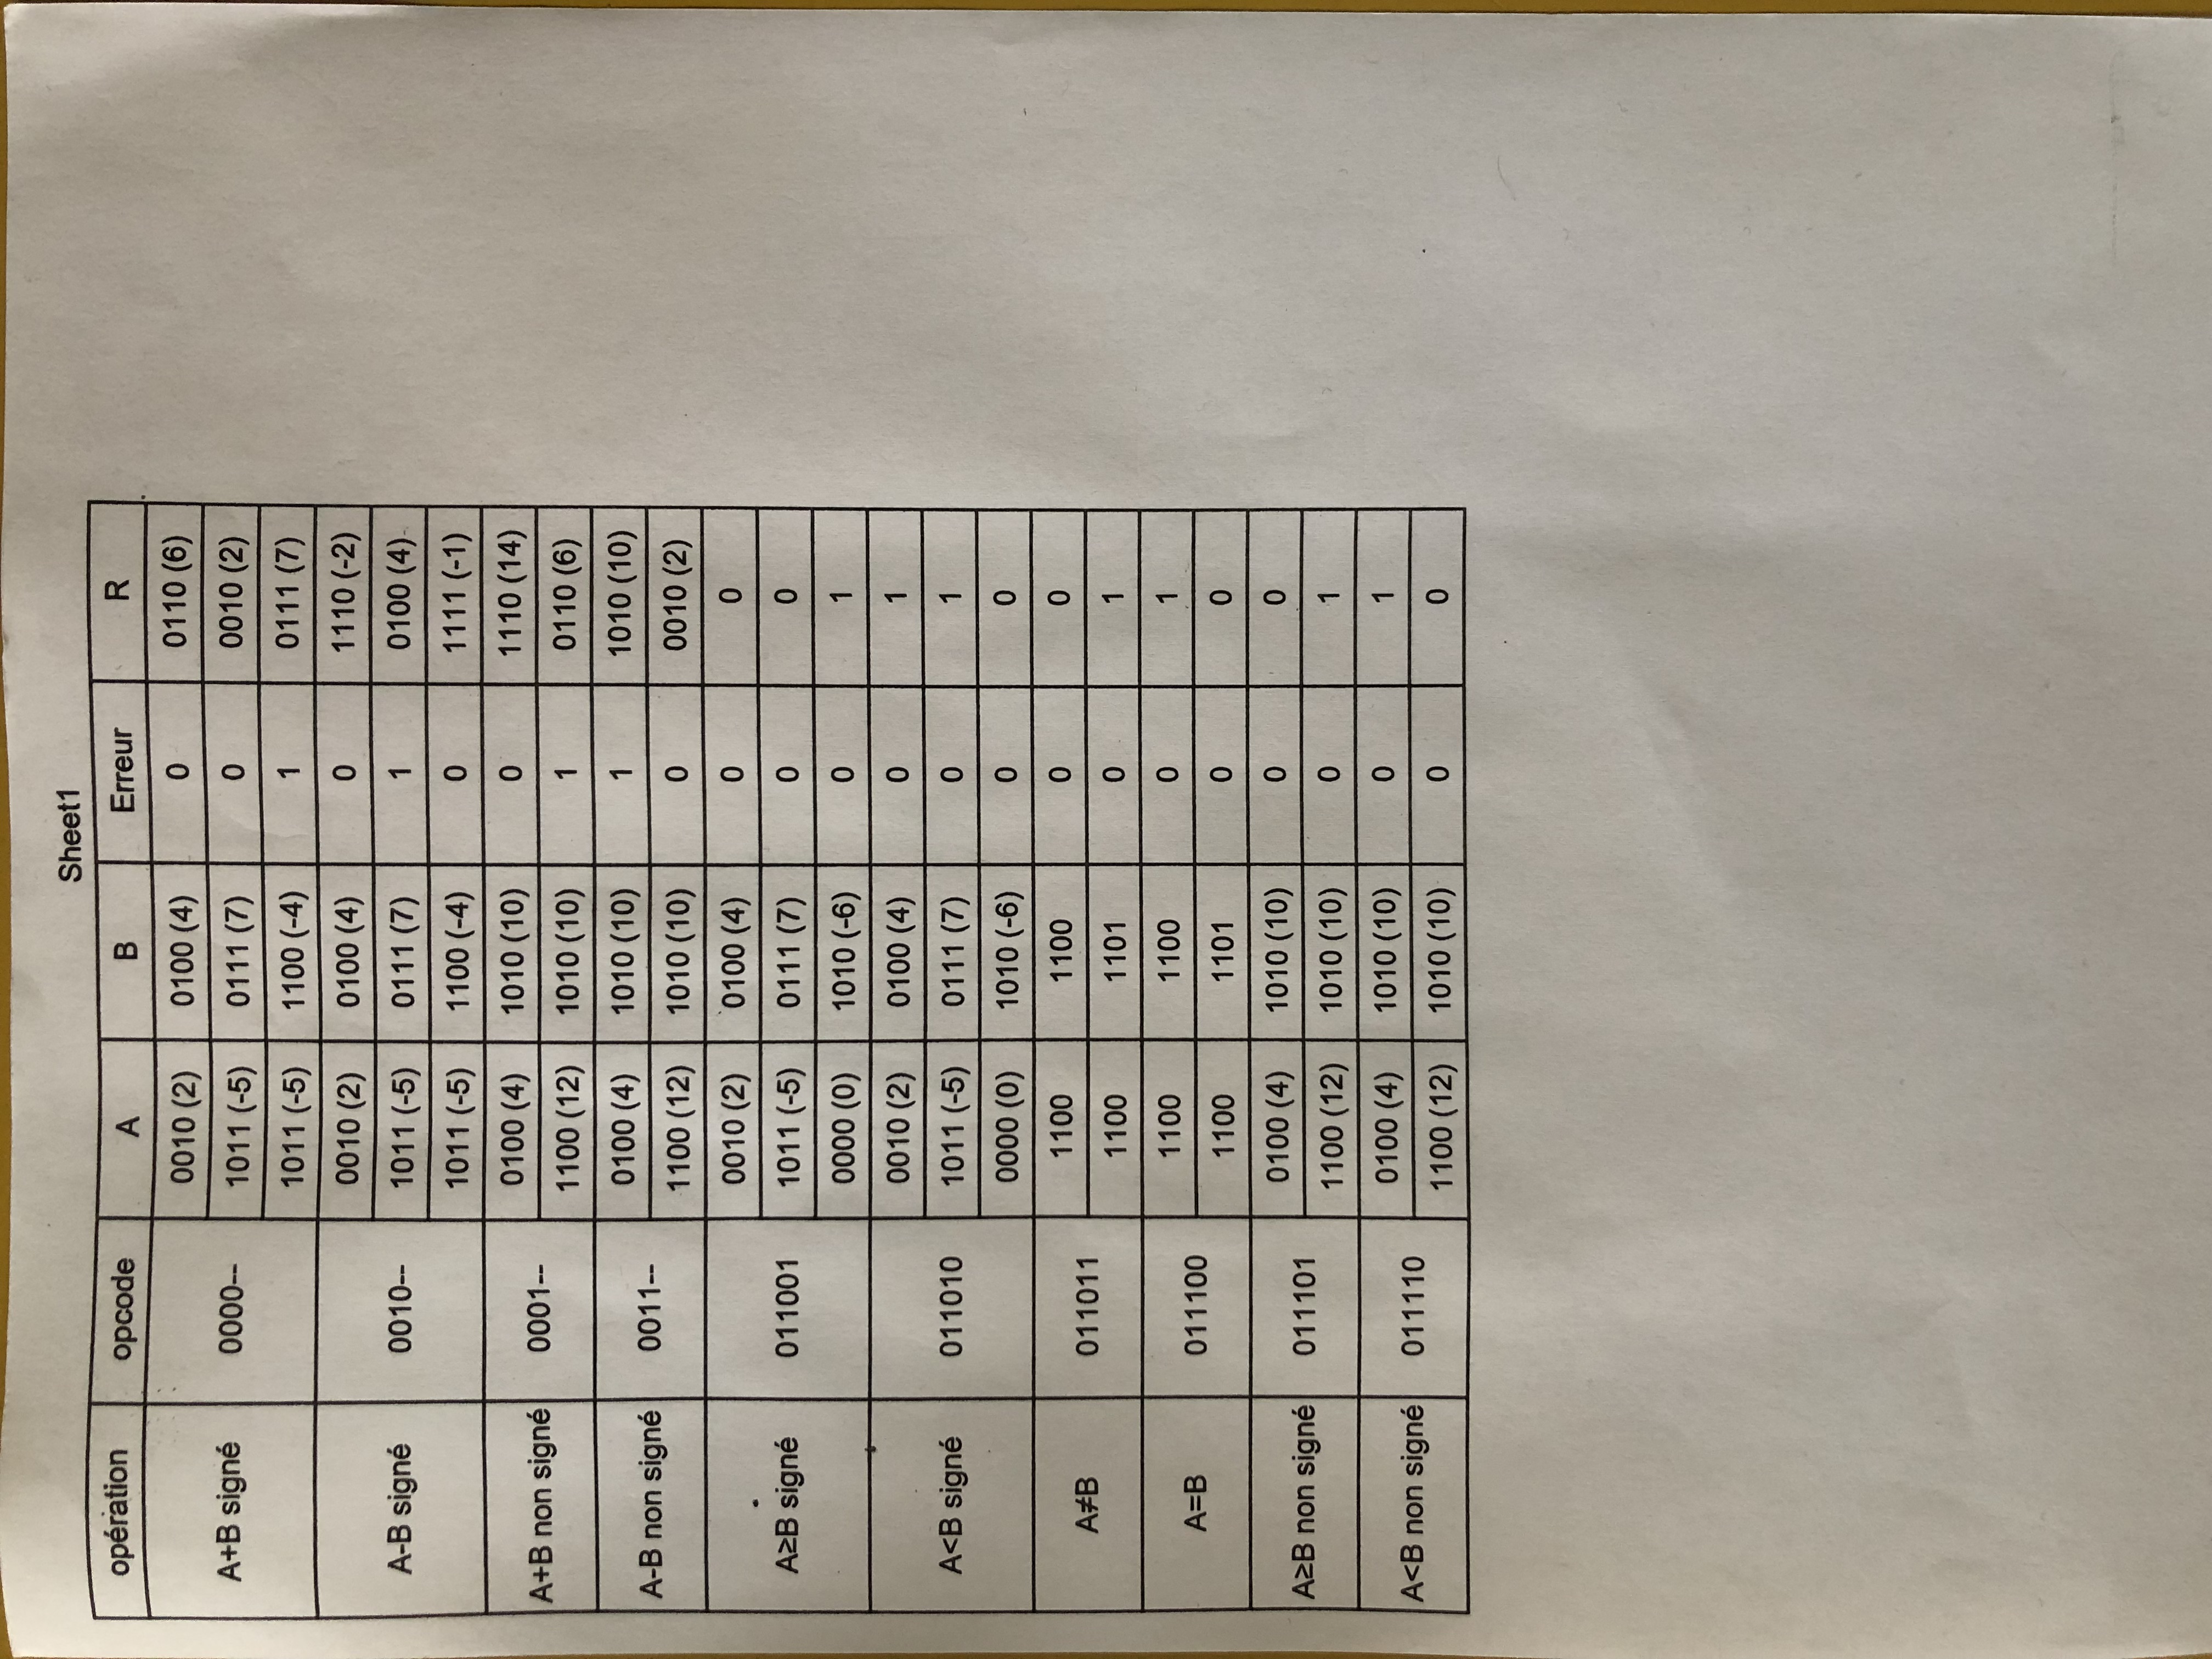 Sheet1
opération opcode A B Erreur R
A+B signé 0000-- 0010 (2) 0100 (4) 0 0110 (6)
1011 (-5) 0111 (7) 0 0010 (2)
1011 (-5) 1100 (-4) 1 0111 (7)
A-B signé 0010-- 0010 (2) 0100 (4) 0 1110 (-2)
1011 (-5) 0111 (7) 1 0100 (4)
1011 (-5) 1100 (-4) 0 1111 (-1)
A+B non signé 0001-- 0100 (4) 1010 (10) 0 1110 (14)
1100 (12) 1010 (10) 1 0110 (6)
A-B non signé 0011-- 0100 (4) 1010 (10) 1 1010 (10)
1100 (12) 1010 (10) 0 0010 (2)
A≥B signé 011001 0010 (2) 0100 (4) 0 0
1011 (-5) 0111 (7) 0 0
0000 (0) 1010 (-6) 0 1
A<B signé 011010 0010 (2) 0100 (4) 0 1
1011 (-5) 0111 (7) 0 1
0000 (0) 1010 (-6) 0 0
A≠B 011011 1100 1100 0 0
1100 1101 0 1
A=B 011100 1100 1100 0 1
1100 1101 0 0
A≥B non signé 011101 0100 (4) 1010 (10) 0 0
1100 (12) 1010 (10) 0 1
A<B non signé 011110 0100 (4) 1010 (10) 0 1
1100 (12) 1010 (10) 0 0